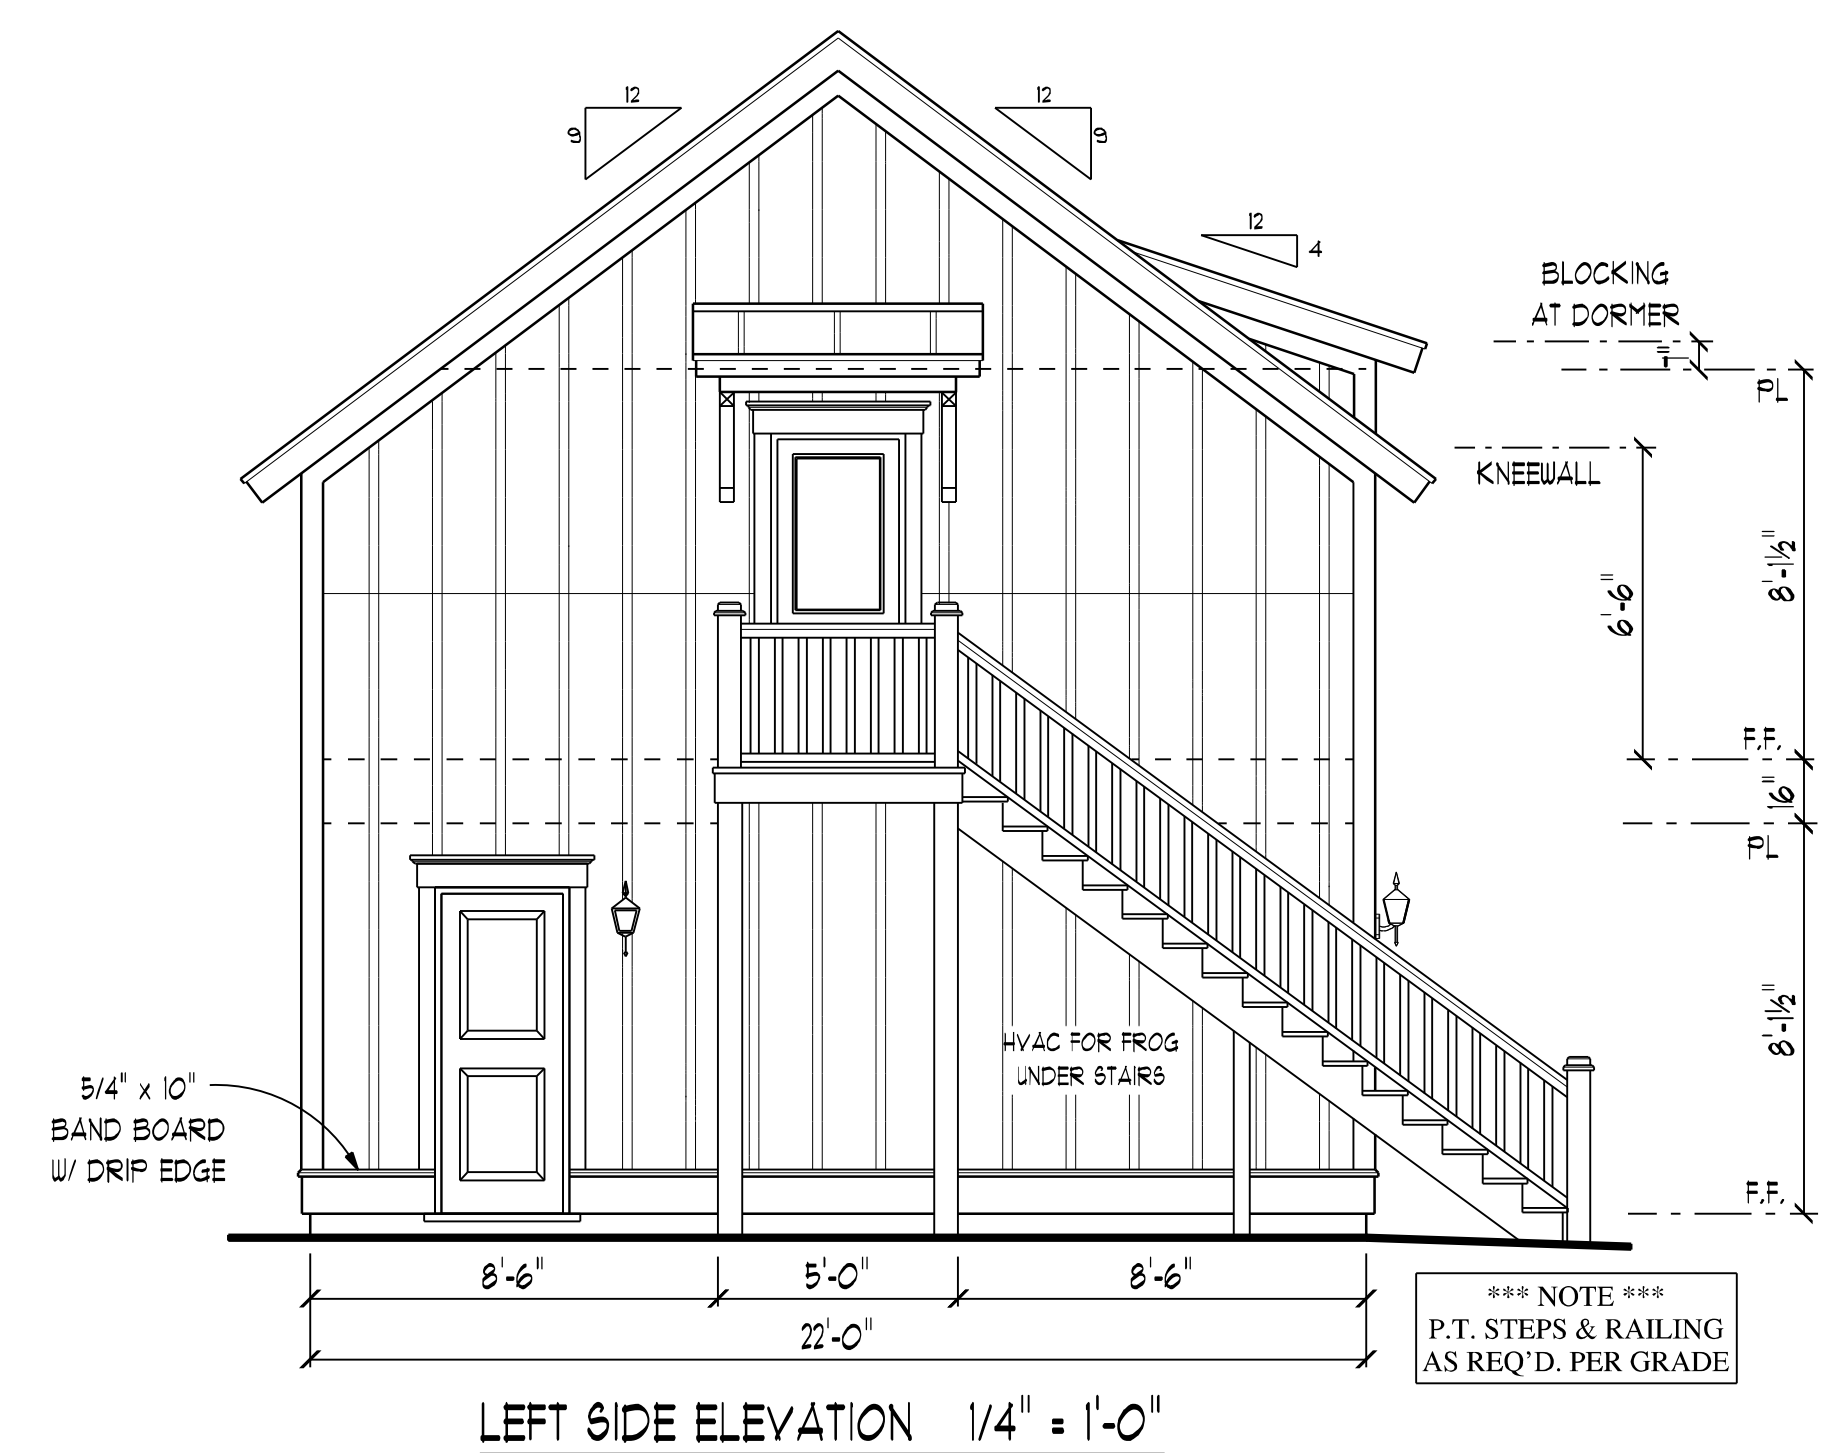 12
9
12
9
12
4
BLOCKING
AT DORMER
1"
PL
KNEEWALL
8'-1½"
6'-6"
F.F.
16"
PL
HVAC FOR FROG
UNDER STAIRS
8'-1½"
5/4" x 10"
BAND BOARD
W/ DRIP EDGE
F.F.
8'-6"
5'-0"
8'-6"
22'-0"
*** NOTE ***
P.T. STEPS & RAILING
AS REQ’D. PER GRADE
LEFT SIDE ELEVATION 1/4" = 1'-0"